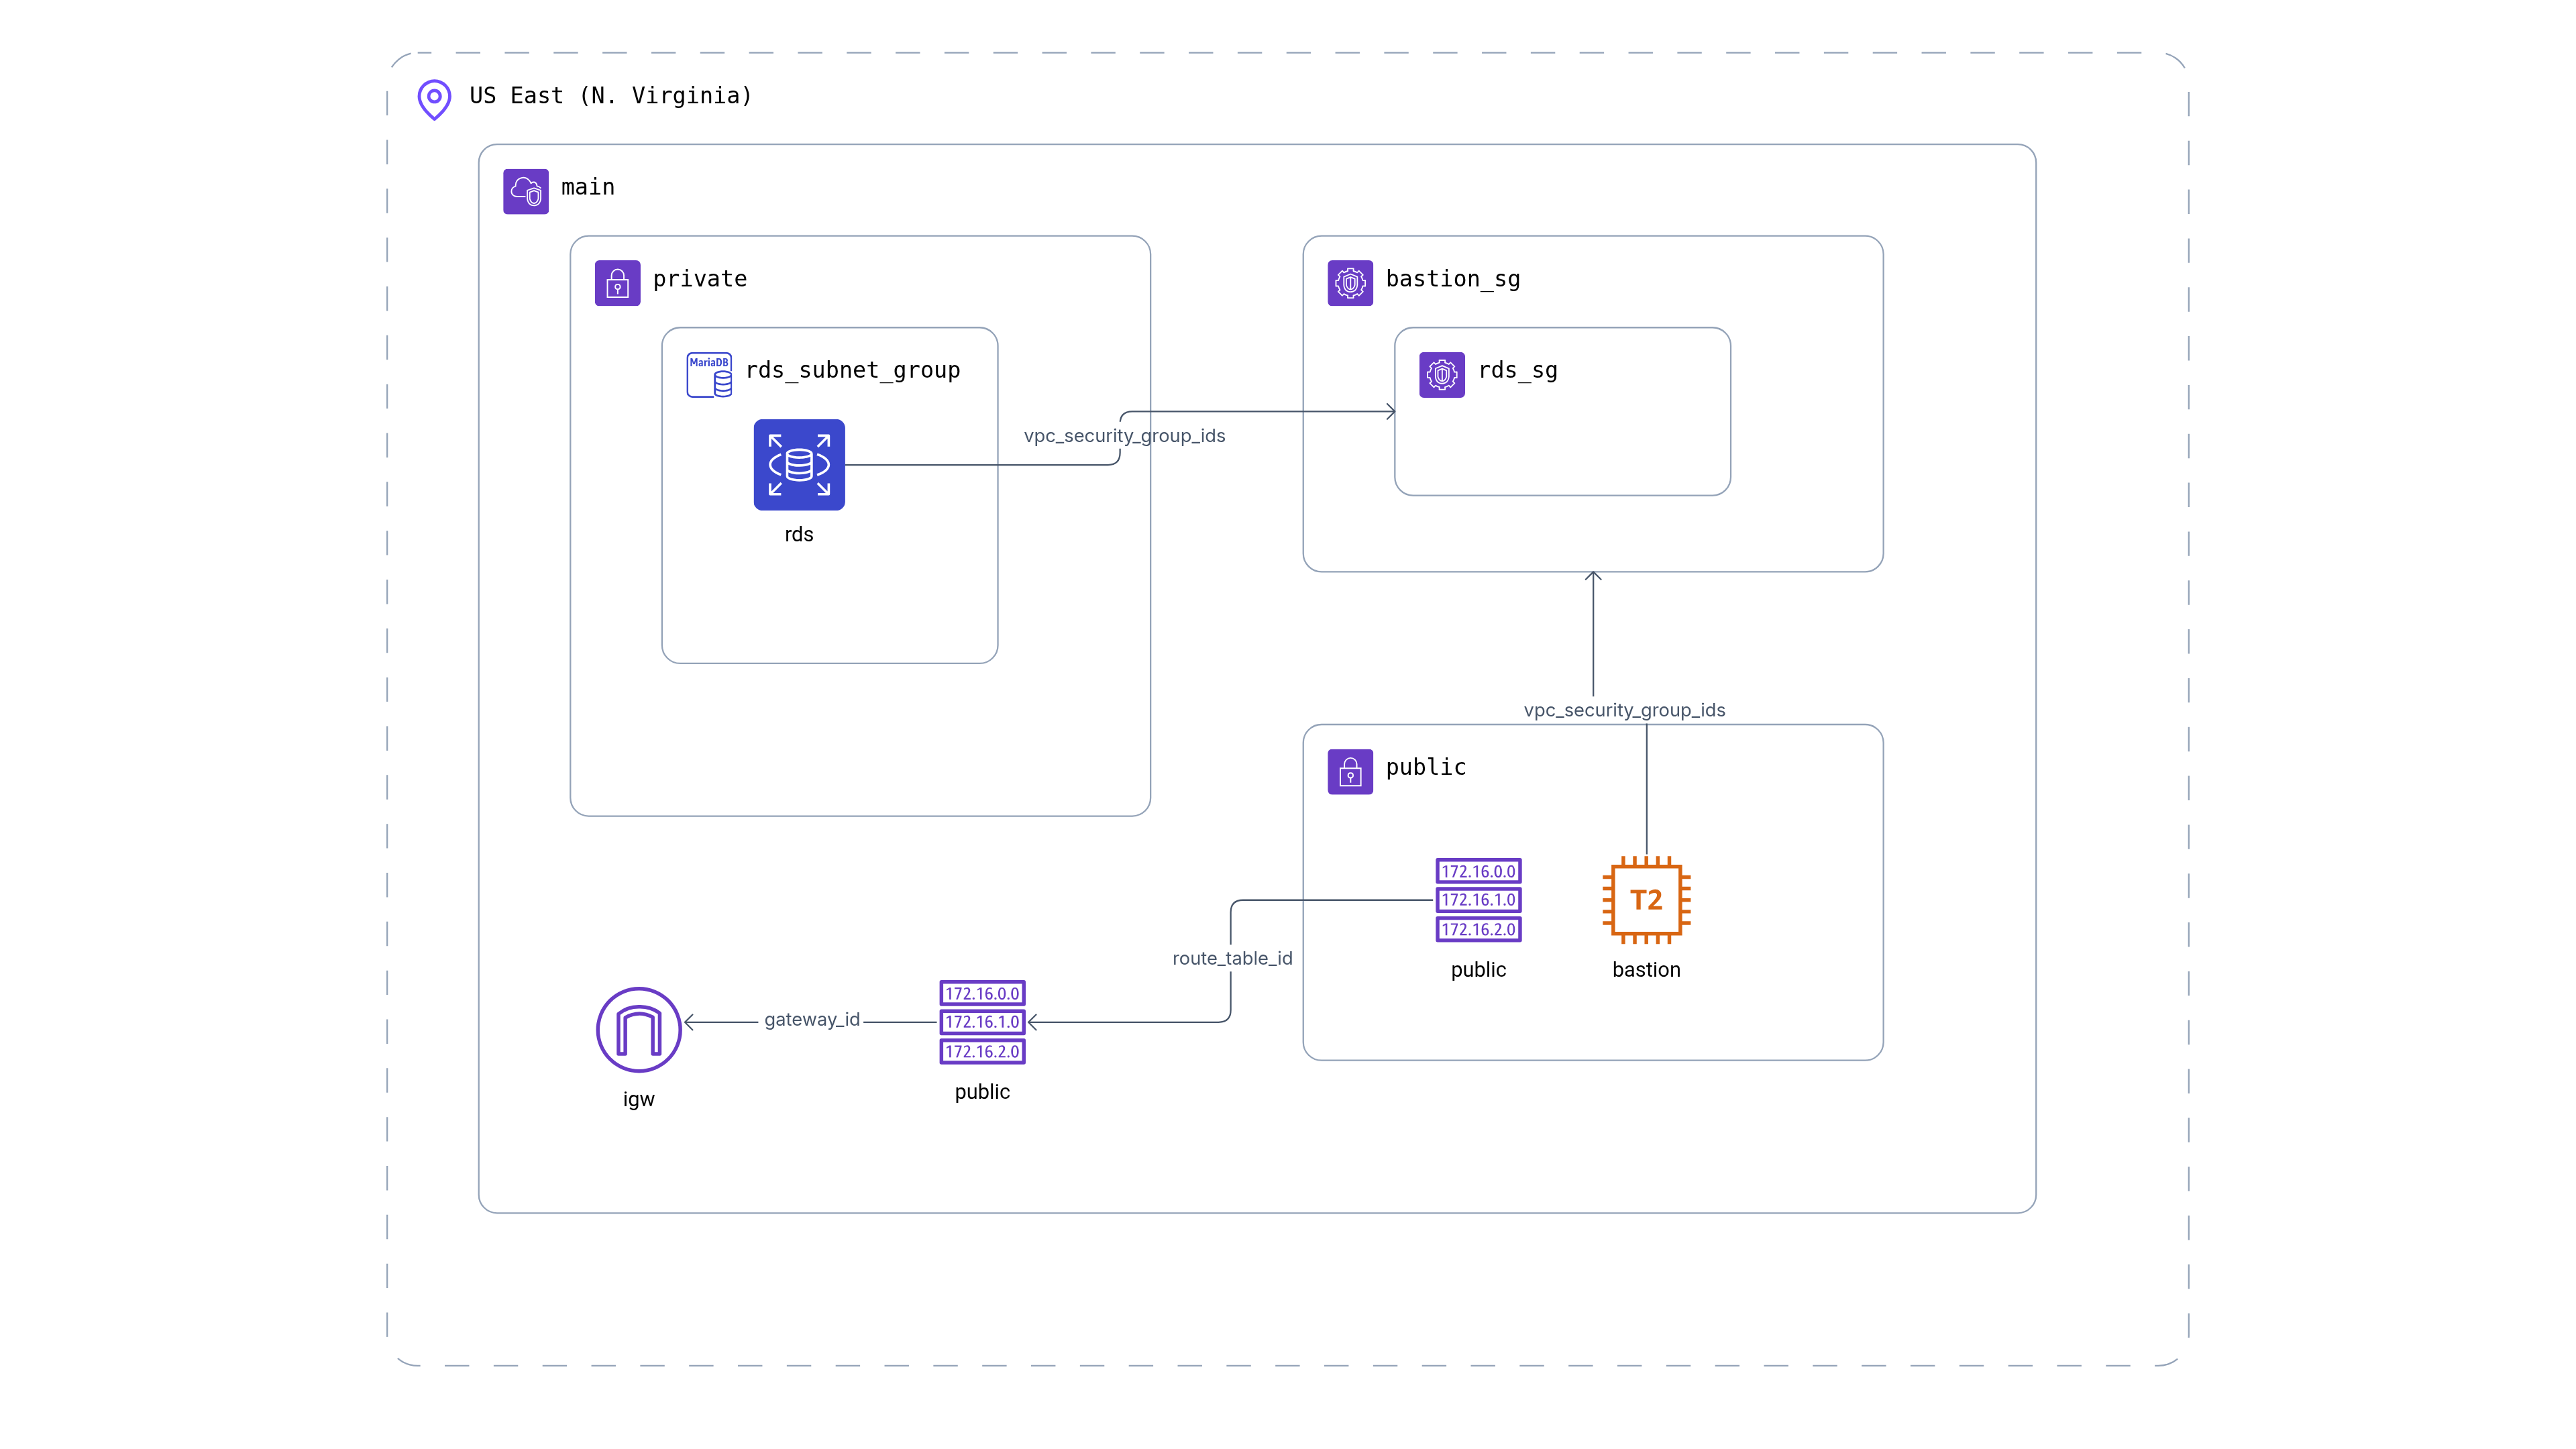 US East (N. Virginia)
main
private
bastion_sg
MariaDB
rds_subnet_group
rds_sg
vpc_security_group_ids
rds
vpc_security_group_ids
public
172.16.0.0
172.16.1.0
172.16.2.0
T2
public
bastion
route_table_id
gateway_id
172.16.0.0
172.16.1.0
172.16.2.0
igw
public